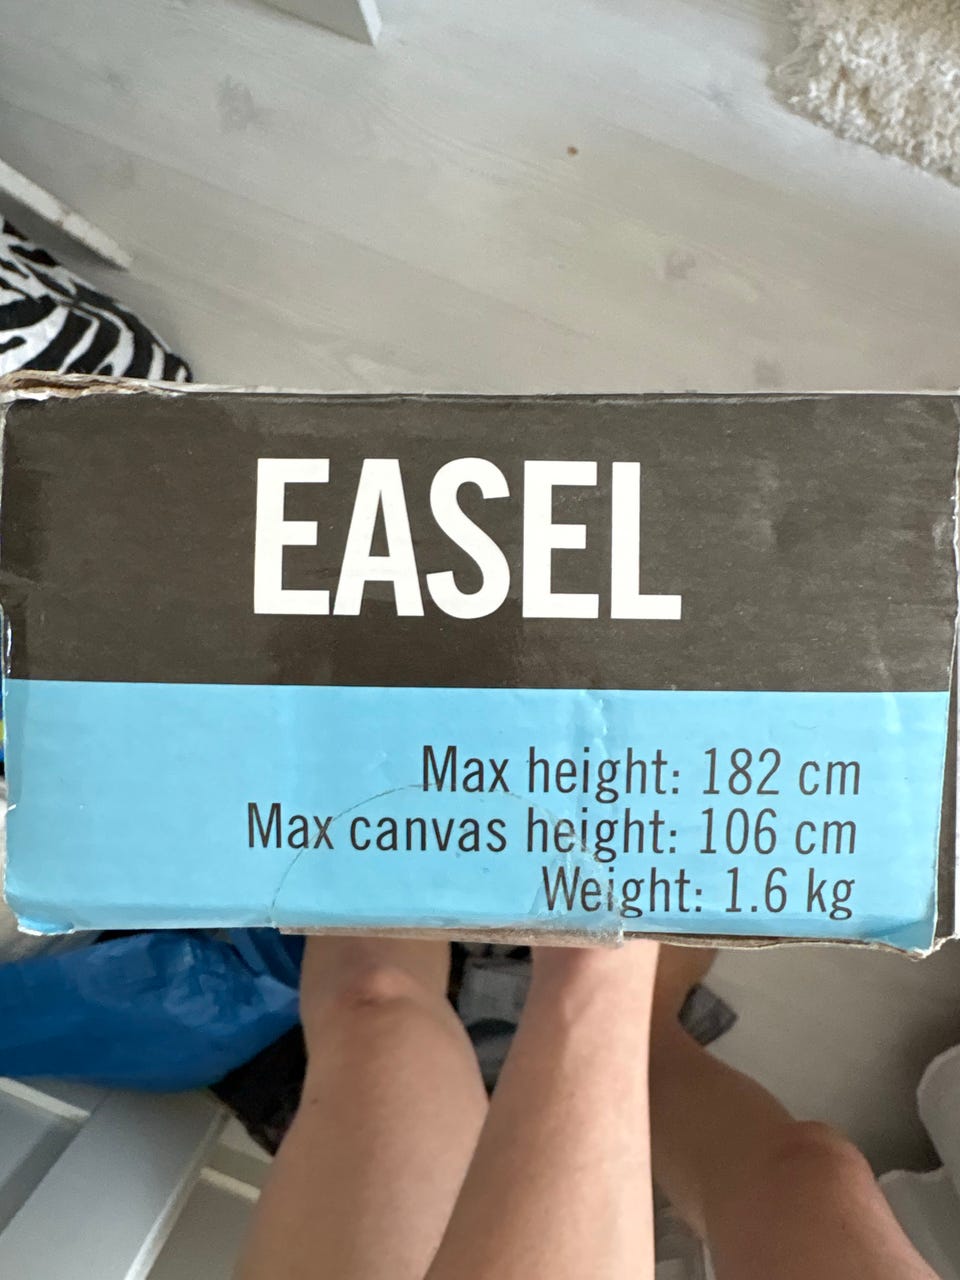 EASEL
Max height: 182 cm
Max canvas height: 106 cm
Weight: 1.6 kg